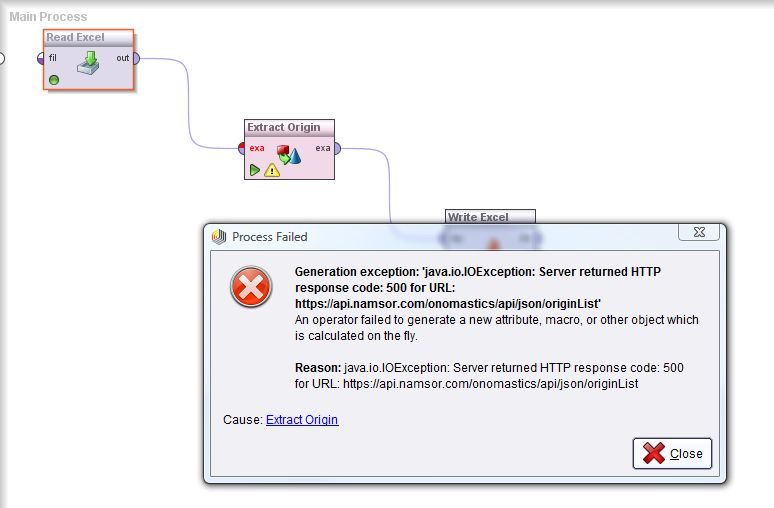 Main Process
Read Excel
fil
out
Extract Origin
exa
exa
Write Excel
Process Failed
Generation exception: 'java.io.IOException: Server returned HTTP
response code: 500 for URL:
https://api.namsor.com/onomastics/api/json/originList'
An operator failed to generate a new attribute, macro, or other object which
is calculated on the fly.
Reason: java.io.IOException: Server returned HTTP response code: 500
for URL: https://api.namsor.com/onomastics/api/json/originList
Cause: Extract Origin
Close